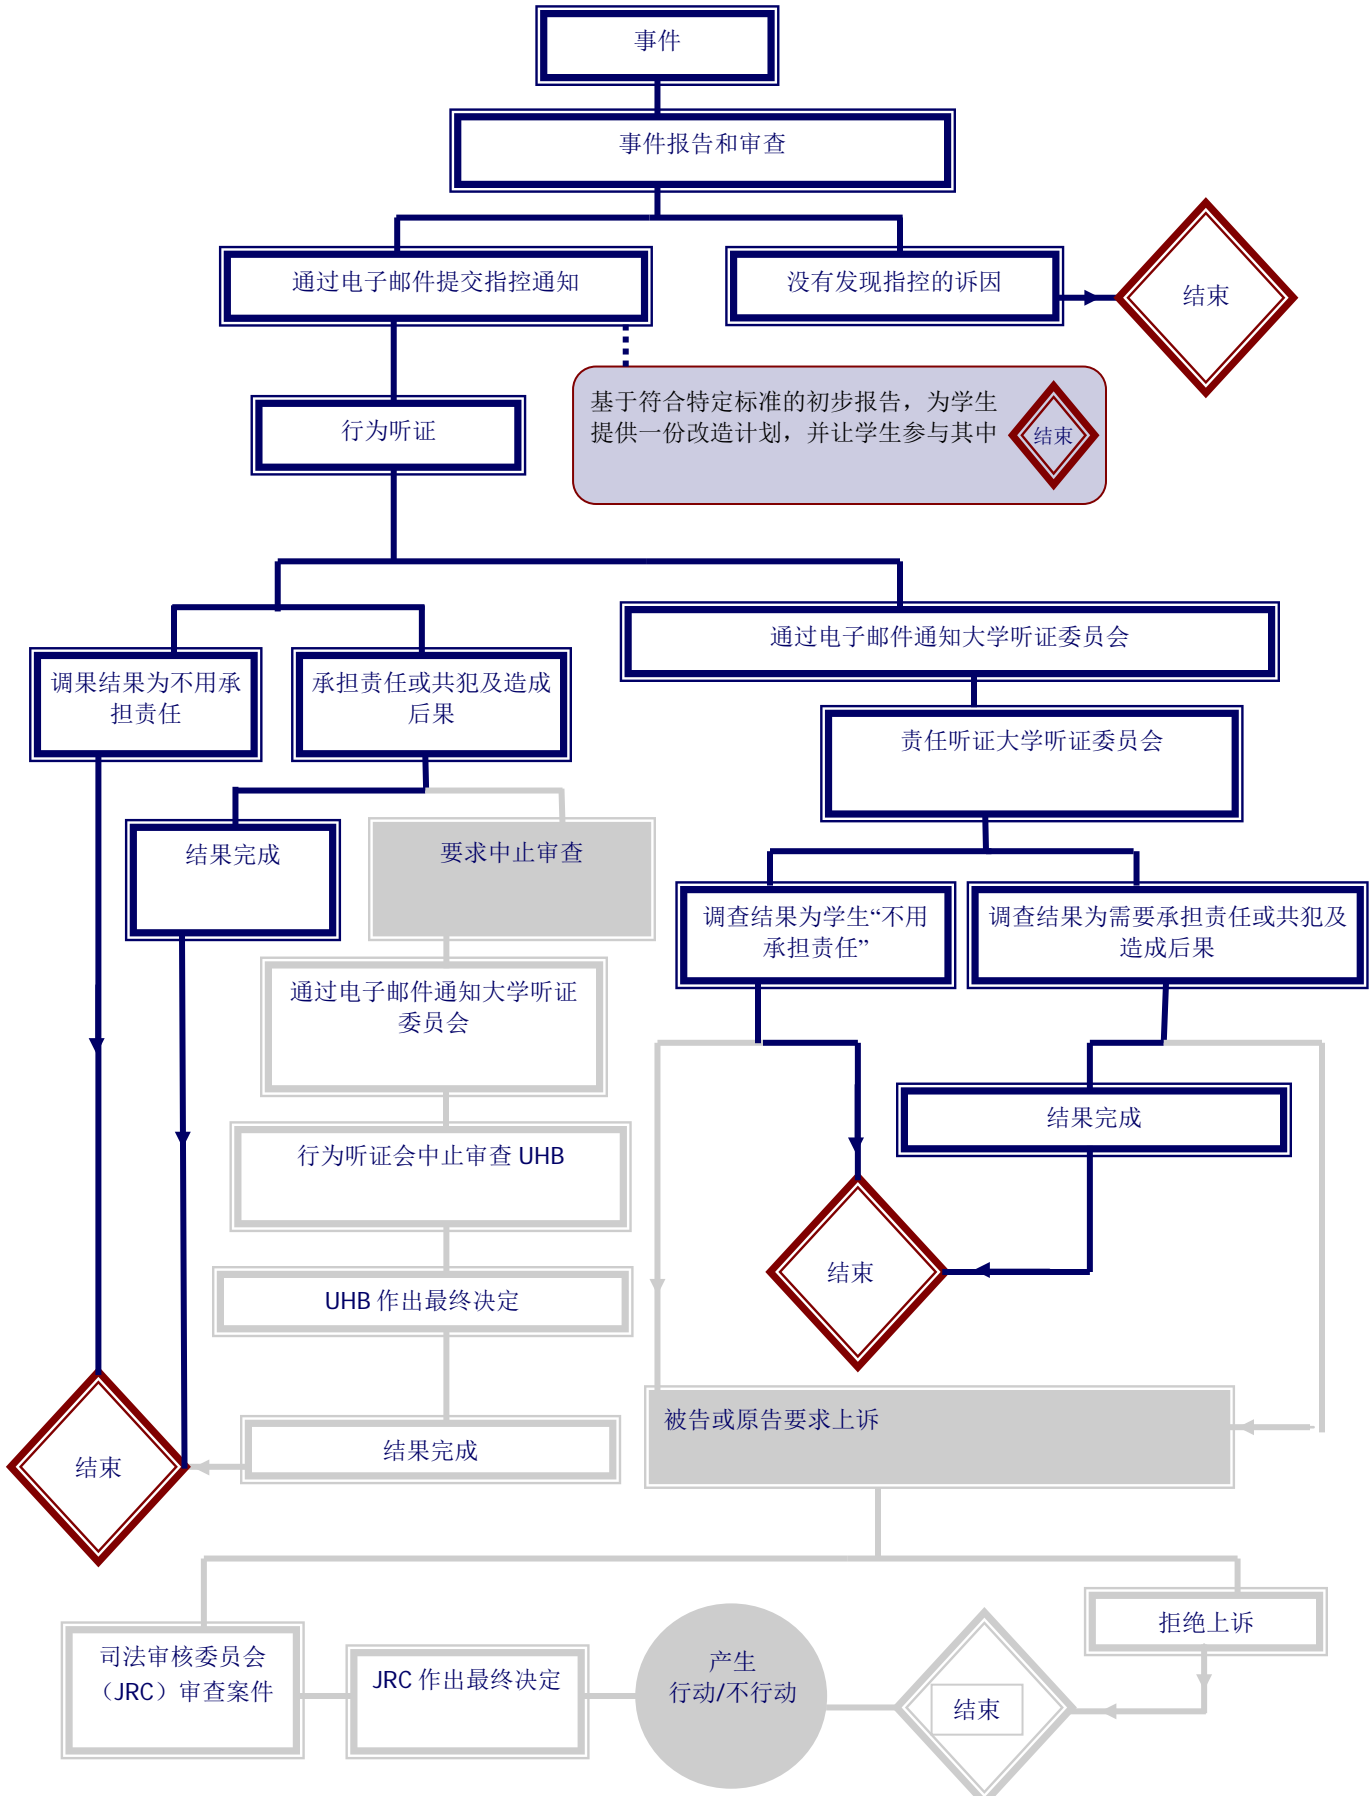 事件
事件报告和审查
通过电子邮件提交指控通知
没有发现指控的诉因
结束
基于符合特定标准的初步报告，为学生
提供一份改造计划，并让学生参与其中
结束
行为听证
通过电子邮件通知大学听证委员会
调果结果为不用承
担责任
承担责任或共犯及造成
后果
责任听证大学听证委员会
结果完成
要求中止审查
调查结果为学生“不用
承担责任”
调查结果为需要承担责任或共犯及
造成后果
通过电子邮件通知大学听证
委员会
结果完成
行为听证会中止审查 UHB
结束
UHB 作出最终决定
被告或原告要求上诉
结果完成
结束
拒绝上诉
司法审核委员会
（JRC）审查案件
JRC 作出最终决定
产生
行动/不行动
结束